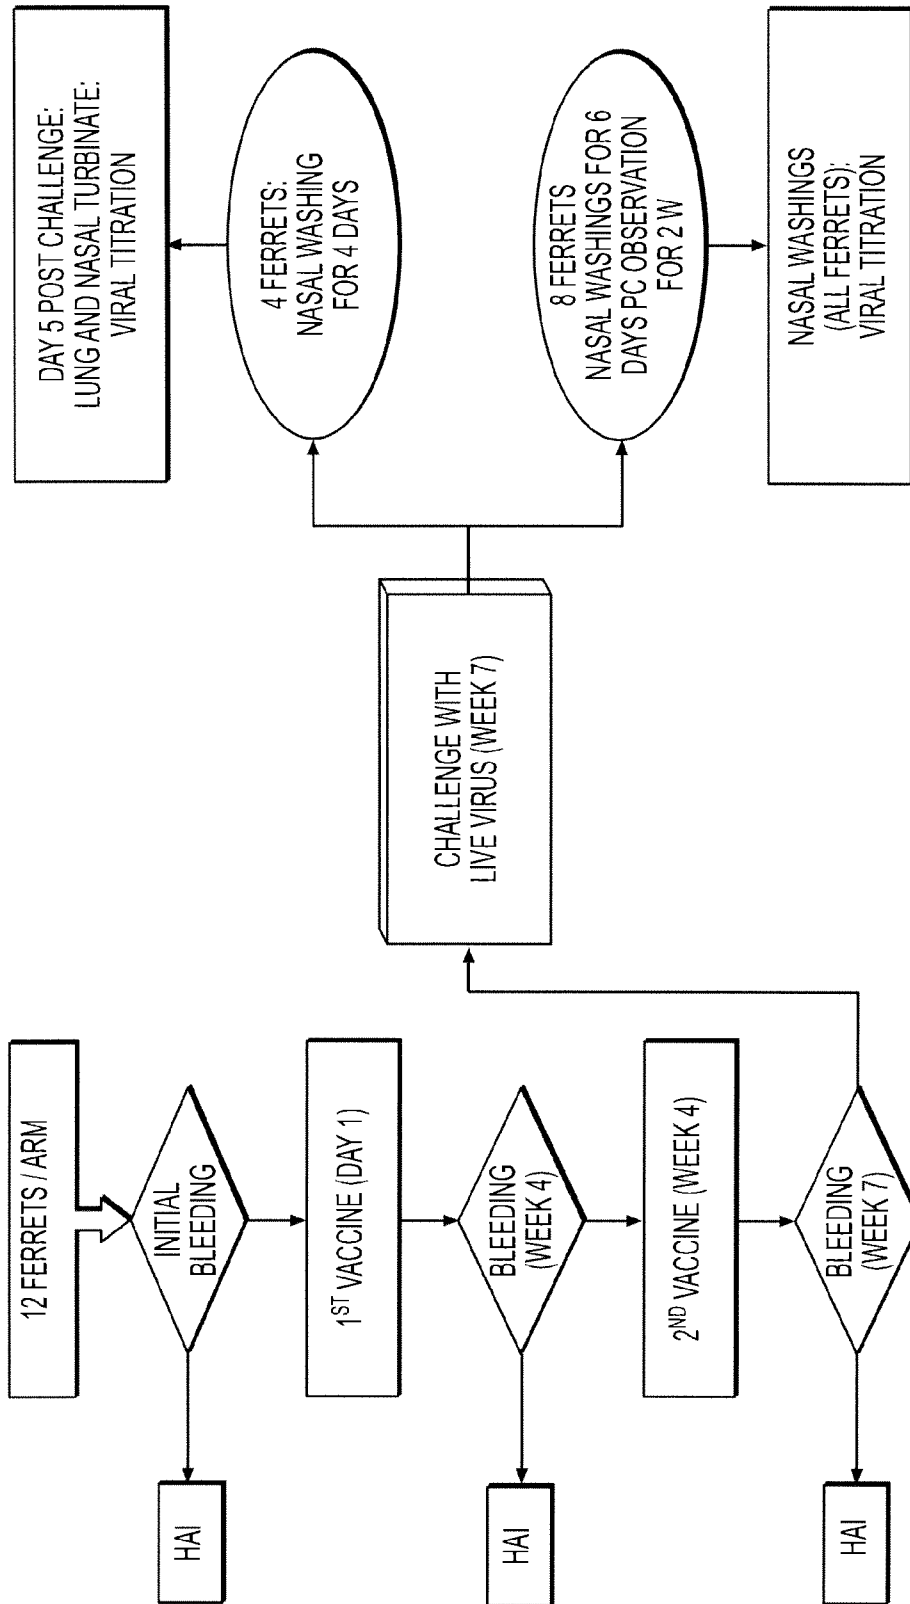 12 FERRETS / ARM
INITIAL
BLEEDING
HAI
1ST VACCINE (DAY 1)
BLEEDING
(WEEK 4)
HAI
2ND VACCINE (WEEK 4)
BLEEDING
(WEEK 7)
HAI
CHALLENGE WITH
LIVE VIRUS (WEEK 7)
4 FERRETS:
NASAL WASHING
FOR 4 DAYS
DAY 5 POST CHALLENGE:
LUNG AND NASAL TURBINATE:
VIRAL TITRATION
8 FERRETS
NASAL WASHINGS FOR 6
DAYS PC OBSERVATION
FOR 2 W
NASAL WASHINGS
(ALL FERRETS):
VIRAL TITRATION